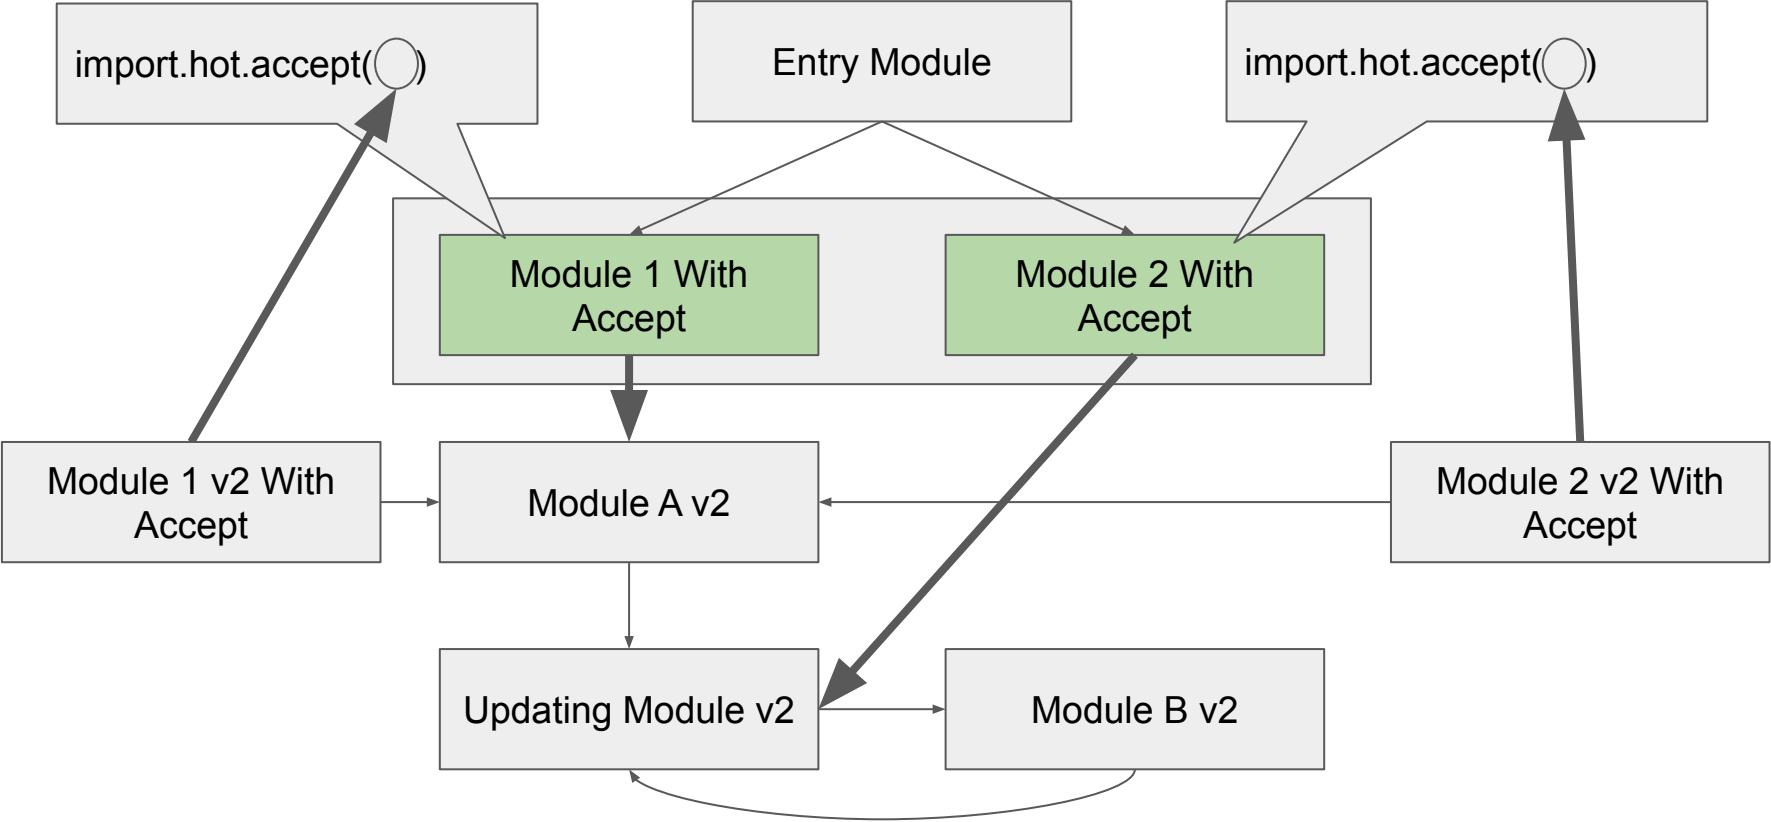 import.hot.accept( )
Entry Module
import.hot.accept( )
Module 1 With
Accept
Module 2 With
Accept
Module 1 v2 With
Accept
Module A v2
Module 2 v2 With
Accept
Updating Module v2
Module B v2